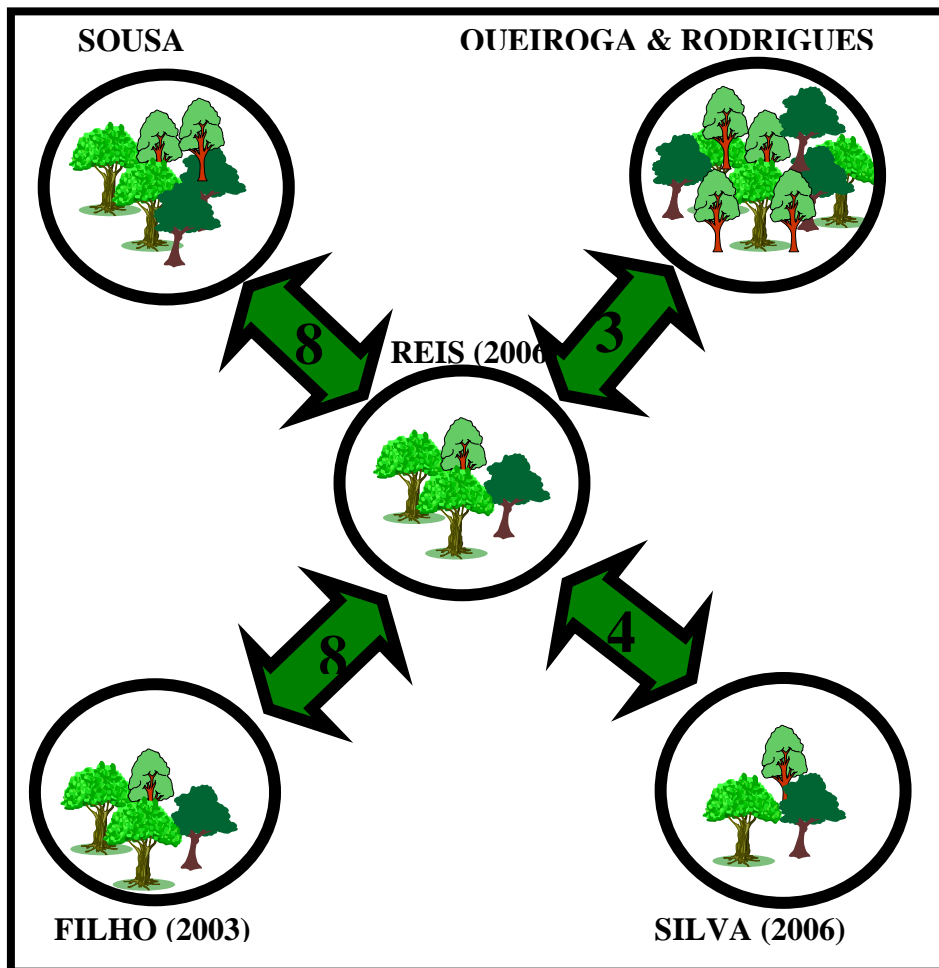 SOUSA
QUEIROGA & RODRIGUES
8
3
REIS (2006
8
4
FILHO (2003)
SILVA (2006)